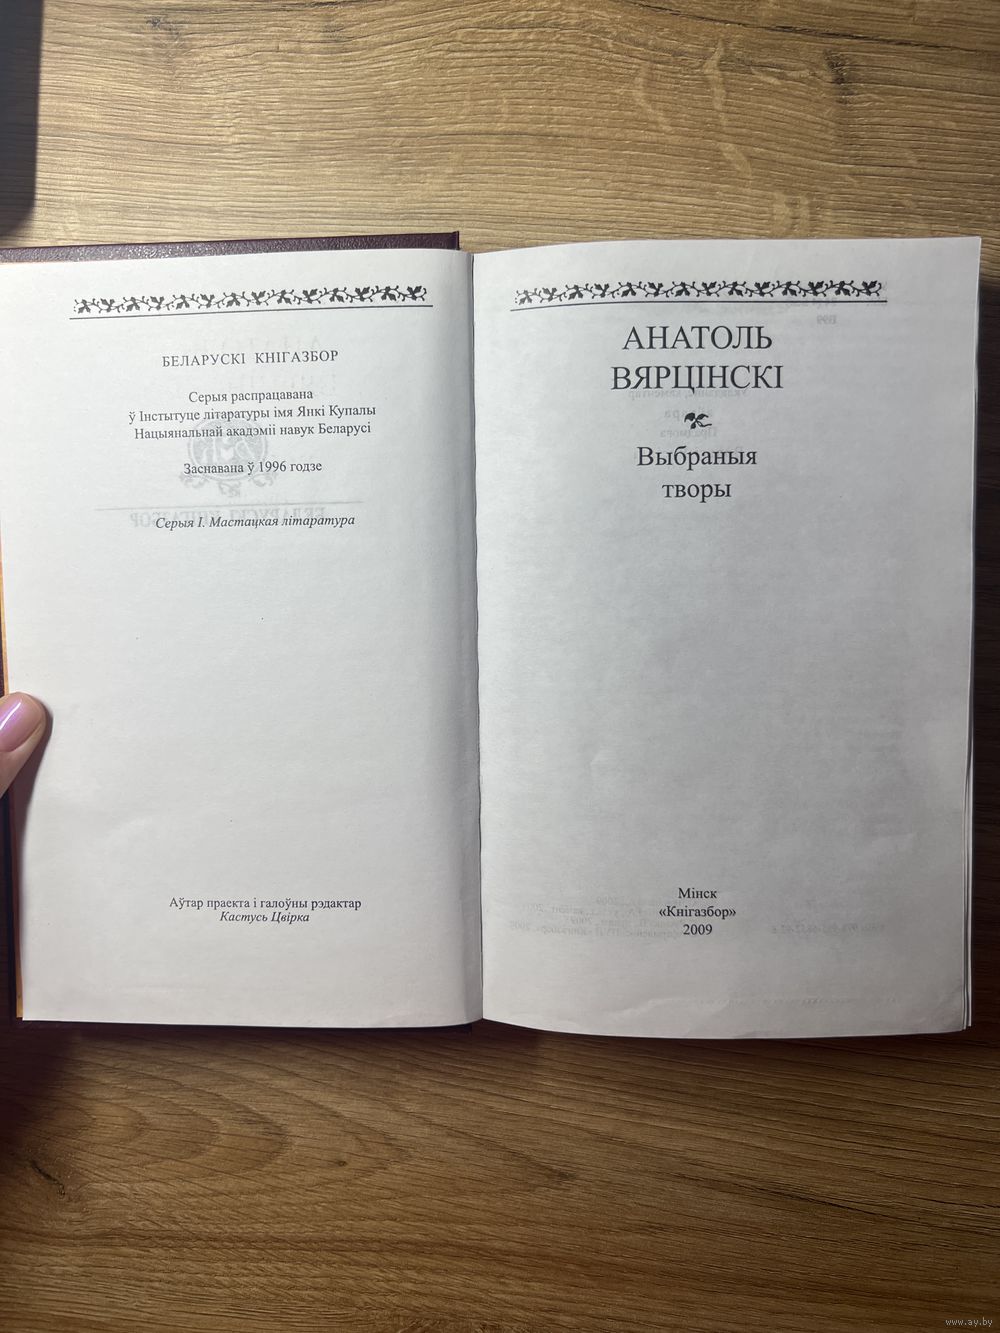 БЕЛАРУСКІ КНІГАЗБОР
Серыя распрацавана
ў Інстытуце літаратуры імя Янкі Купалы
Нацыянальнай акадэміі навук Беларусі
Заснавана ў 1996 годзе
Серыя І. Мастацкая літаратура
Аўтар праекта і галоўны рэдактар
Кастусь Цвірка
АНАТОЛЬ
ВЯРЦІНСКІ
Выбраныя
творы
Мінск
«Кнігазбор»
2009
www.ay.by